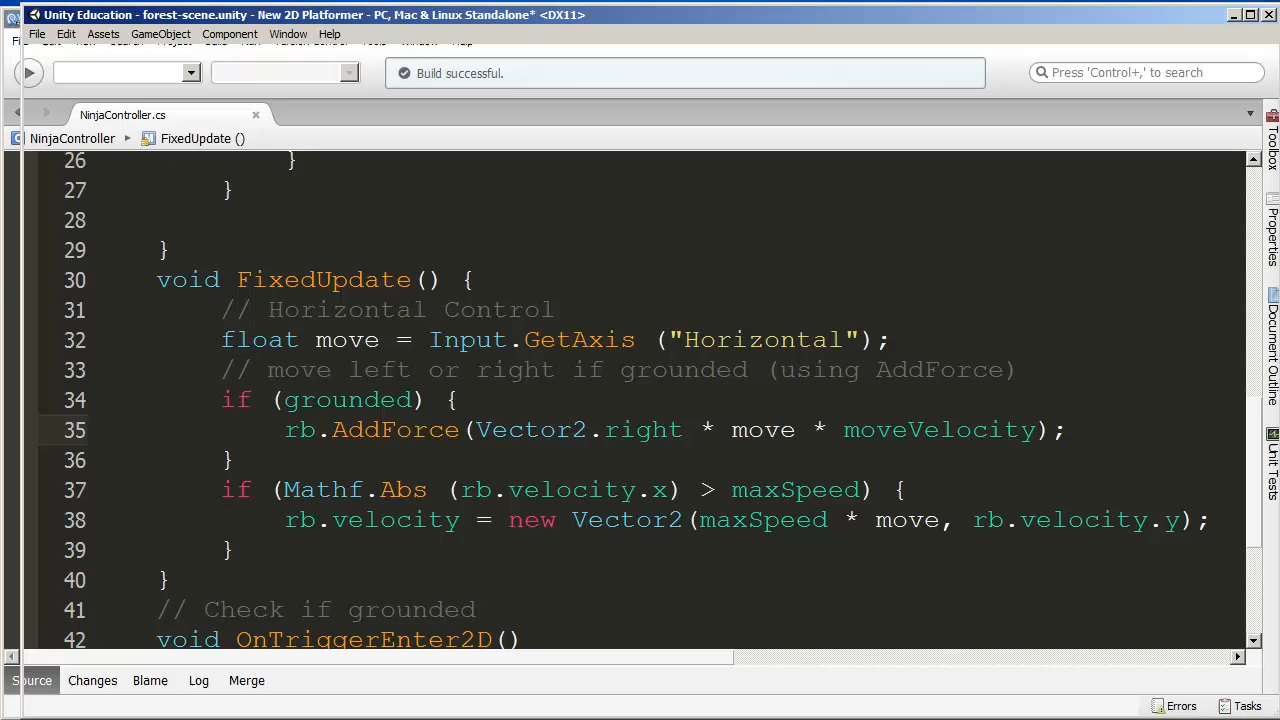 Unity Education - forest-scene.unity - New 2D Platformer - PC, Mac & Linux Standalone* <DX11>
File Edit Assets GameObject Component Window Help
Build successful.
Press 'Control+,' to search
NinjaController.cs
NinjaController FixedUpdate ()
26 }
27 }
28
29 }
30 void FixedUpdate() {
31 // Horizontal Control
32 float move = Input.GetAxis ("Horizontal");
33 // move left or right if grounded (using AddForce)
34 if (grounded) {
35 rb.AddForce(Vector2.right * move * moveVelocity);
36 }
37 if (Mathf.Abs (rb.velocity.x) > maxSpeed) {
38 rb.velocity = new Vector2(maxSpeed * move, rb.velocity.y);
39 }
40 }
41 // Check if grounded
42 void OnTriggerEnter2D()
Toolbox
Properties
Document Outline
Unit Tests
Source Changes Blame Log Merge
Errors Tasks